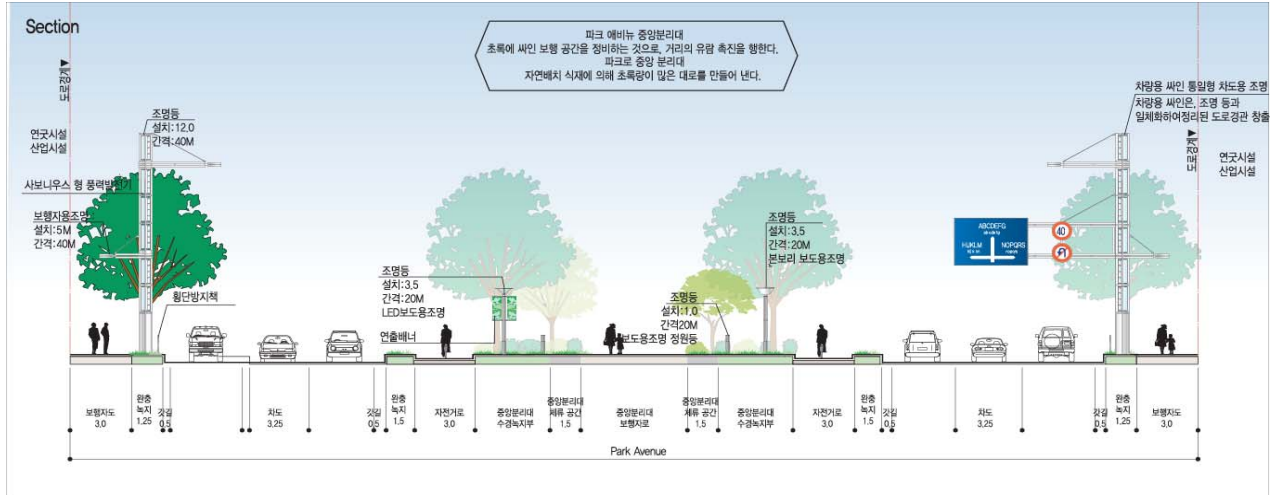 Section
파크 애비뉴 중앙분리대
초록에 싸인 보행 공간을 정비하는 것으로, 거리의 유람 촉진을 행한다.
파크로 중앙 분리대
자연배치 식재에 의해 초록량이 많은 대로를 만들어 낸다.
도로경계
연굿시설
산업시설
조명등
설치:12.0
간격:40M
사보니우스 형 풍력발전기
보행자용조명
설치:5M
간격:40M
횡단방지책
조명등
설치:3.5
간격:20M
LED보도용조명
연출배너
조명등
설치:3.5
간격:20M
본보리 보도용조명
조명등
설치:1.0
간격20M
보도용조명 정원등
차량용 싸인 통일형 차도용 조명
차량용 싸인은, 조명 등과
일체화하여정리된 도로경관 창출
도로경계
연굿시설
산업시설
ABCDEFG
HIJKLM
NOPQRS
40
보행자도
3.0
완충
녹지
1.25
갓길
0.5
차도
3.25
갓길
0.5
완충
녹지
1.5
자전거로
3.0
중앙분리대
수경녹지부
중앙분리대
체류 공간
1.5
중앙분리대
보행자로
중앙분리대
체류 공간
1.5
중앙분리대
수경녹지부
자전거로
3.0
완충
녹지
1.5
갓길
0.5
차도
3.25
갓길
0.5
완충
녹지
1.25
보행자도
3.0
Park Avenue